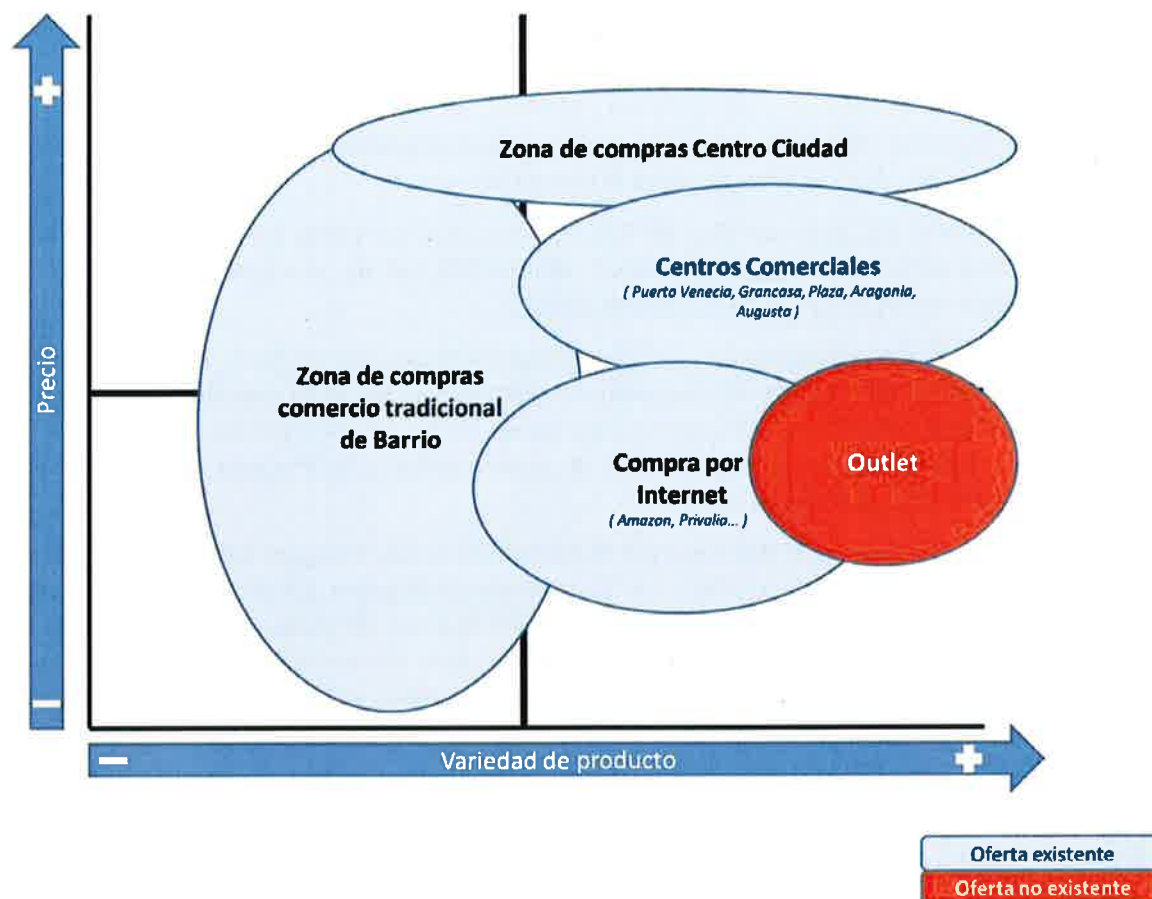 Zona de compras Centro Ciudad
Centros Comerciales
( Puerto Venecia, Grancasa, Plaza, Aragonia,
Augusta )
Precio
Zona de compras
comercio tradicional
de Barrio
Compra por
Internet
( Amazon, Privalia... )
Outlet
Variedad de producto
Oferta existente
Oferta no existente